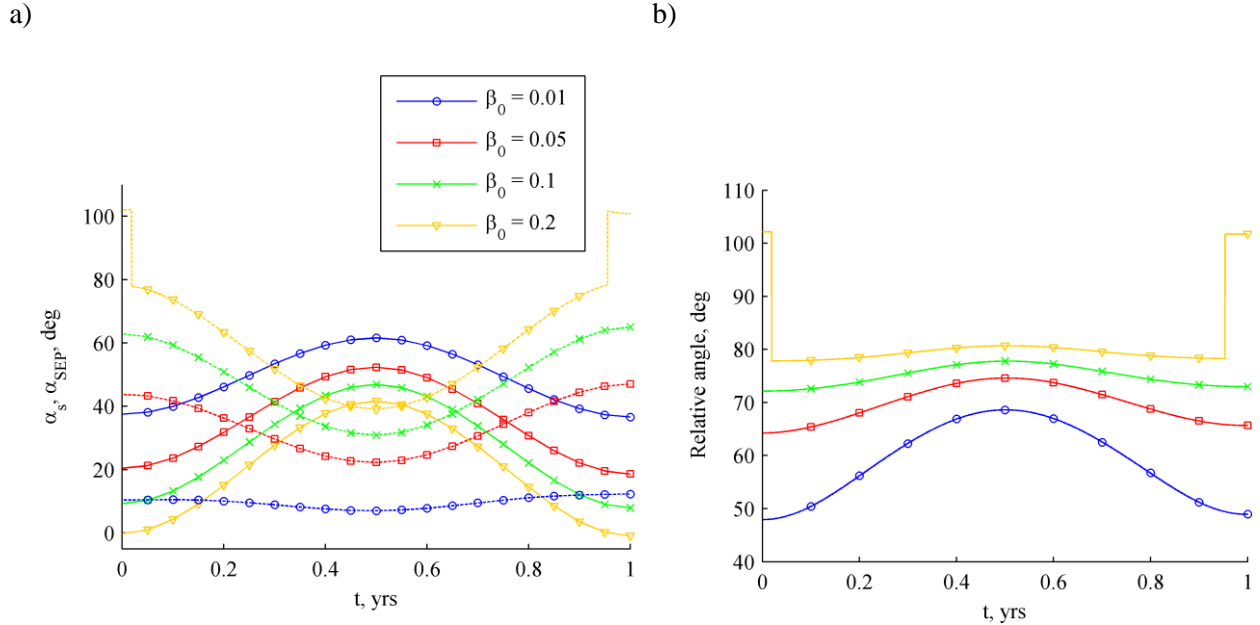 a)
β₀ = 0.01
β₀ = 0.05
β₀ = 0.1
β₀ = 0.2
αₛ, α_SEP, deg
100
80
60
40
20
0
0 0.2 0.4 0.6 0.8 1
t, yrs
b)
Relative angle, deg
110
100
90
80
70
60
50
40
0 0.2 0.4 0.6 0.8 1
t, yrs